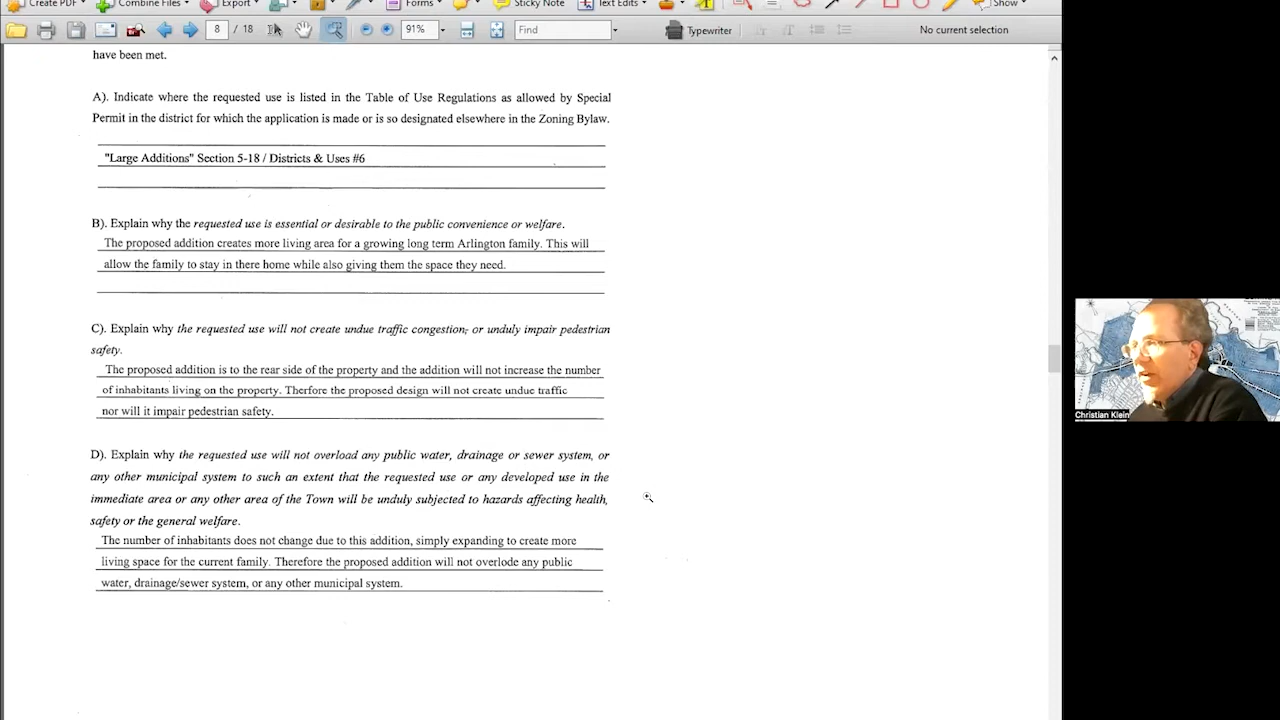 Create PDF
Combine Files
Export
Forms
Sticky Note
Text Edits
Show
8 / 18
91%
Find
Typewriter
No current selection
have been met.
A). Indicate where the requested use is listed in the Table of Use Regulations as allowed by Special
Permit in the district for which the application is made or is so designated elsewhere in the Zoning Bylaw.
"Large Additions" Section 5-18 / Districts & Uses #6
B). Explain why the requested use is essential or desirable to the public convenience or welfare.
The proposed addition creates more living area for a growing long term Arlington family. This will
allow the family to stay in there home while also giving them the space they need.
C). Explain why the requested use will not create undue traffic congestion, or unduly impair pedestrian
safety.
The proposed addition is to the rear side of the property and the addition will not increase the number
of inhabitants living on the property. Therfore the proposed design will not create undue traffic
nor will it impair pedestrian safety.
D). Explain why the requested use will not overload any public water, drainage or sewer system, or
any other municipal system to such an extent that the requested use or any developed use in the
immediate area or any other area of the Town will be unduly subjected to hazards affecting health,
safety or the general welfare.
The number of inhabitants does not change due to this addition, simply expanding to create more
living space for the current family. Therefore the proposed addition will not overlode any public
water, drainage/sewer system, or any other municipal system.
Christian Klein